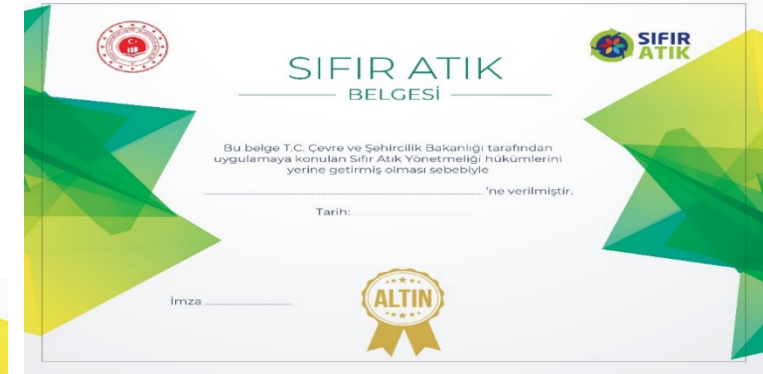 SIFIR ATIK
BELGESİ
SIFIR
ATIK
Bu belge T.C. Çevre ve Şehircilik Bakanlığı tarafından
uygulamaya konulan Sıfır Atık Yönetmeliği hükümlerini
yerine getirmiş olması sebebiyle
'ne verilmiştir.
Tarih:
İmza
ALTIN